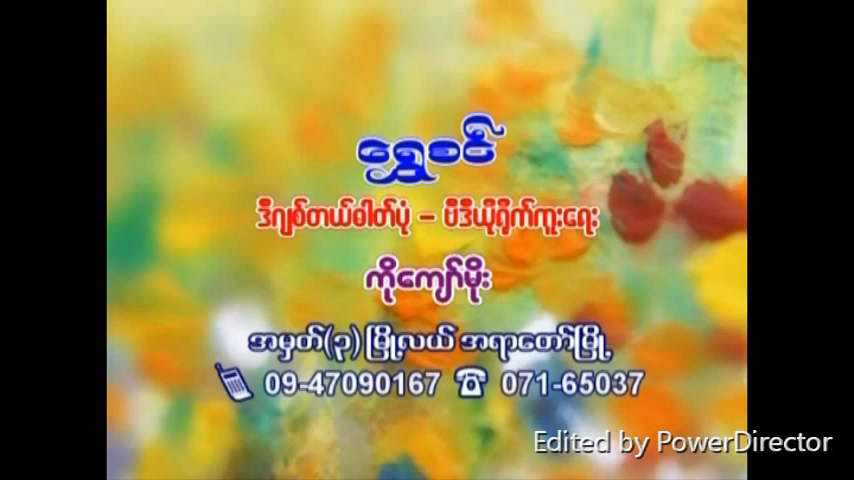 ရွှေစင်
ဒီဂျစ်တယ်ဓါတ်ပုံ – ဗီဒီယိုရိုက်ကူးရေး
ကိုကျော်မိုး
အမှတ်(၃) မြို့လယ် အရာတော်မြို့
09-47090167 071-65037
Edited by PowerDirector